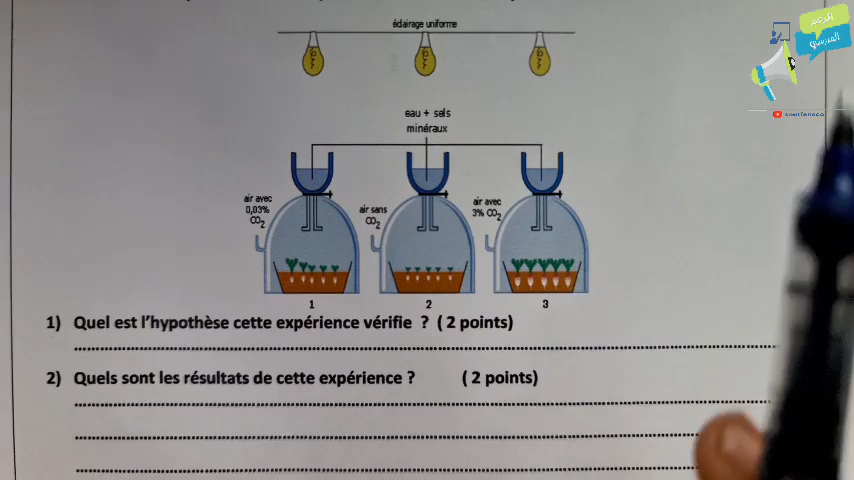 éclairage uniforme
eau + sels
minéraux
air avec
0,03%
CO2
air sans
CO2
air avec
3% CO2
1
2
3
1) Quel est l'hypothèse cette expérience vérifie ? ( 2 points)
2) Quels sont les résultats de cette expérience ? ( 2 points)
الرصد
المدرسي